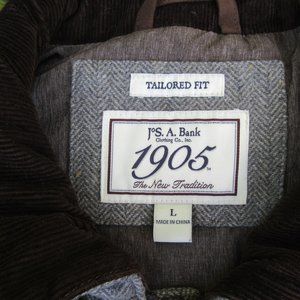 TAILORED FIT
JoS. A. Bank
Clothing Co., Inc.
1905
The New Tradition
L
MADE IN CHINA